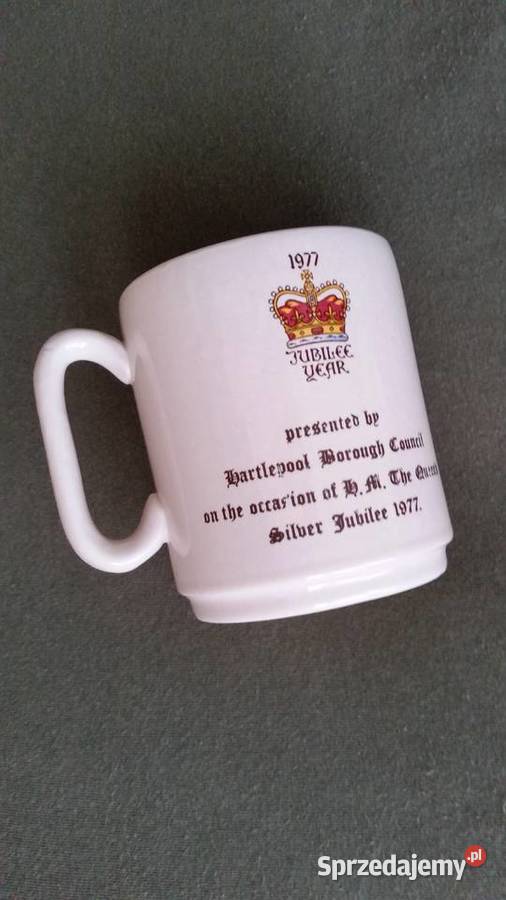 1977
JUBILEE
YEAR
presented by
Hartlepool Borough Council
on the occasion of H.M. The Queen
Silver Jubilee 1977.
Sprzedajemy.pl